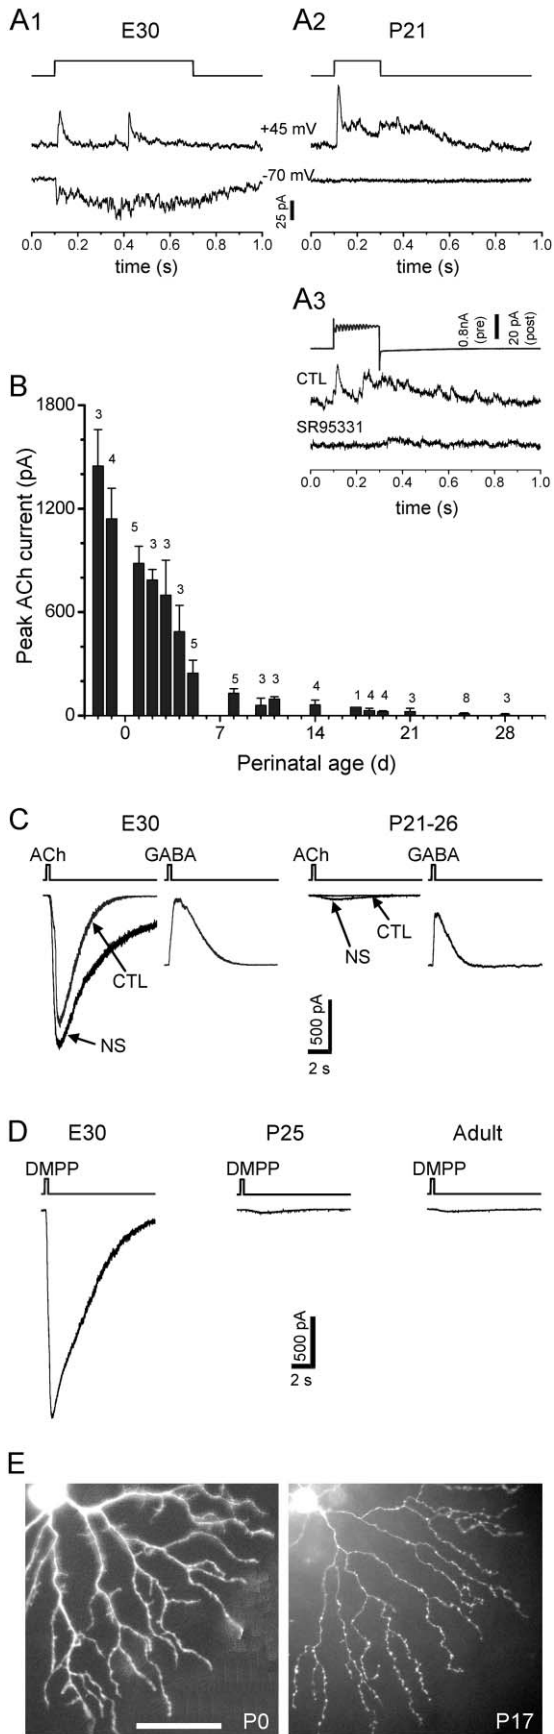 A1 E30 A2 P21
+45 mV
-70 mV
25 pA
0.0 0.2 0.4 0.6 0.8 1.0 0.0 0.2 0.4 0.6 0.8 1.0
time (s) time (s)
A3
0.8nA (pre) 20 pA (post)
CTL
SR95331
0.0 0.2 0.4 0.6 0.8 1.0
time (s)
B
Peak ACh current (pA)
1800
1200
600
0
3
4
5
3
3
3
5
5
3
3
4
1
4
4
3
8
3
0 7 14 21 28
Perinatal age (d)
C E30 P21-26
ACh GABA ACh GABA
CTL
NS
CTL
NS
500 pA
2 s
D E30 P25 Adult
DMPP DMPP DMPP
500 pA
2 s
E
P0 P17